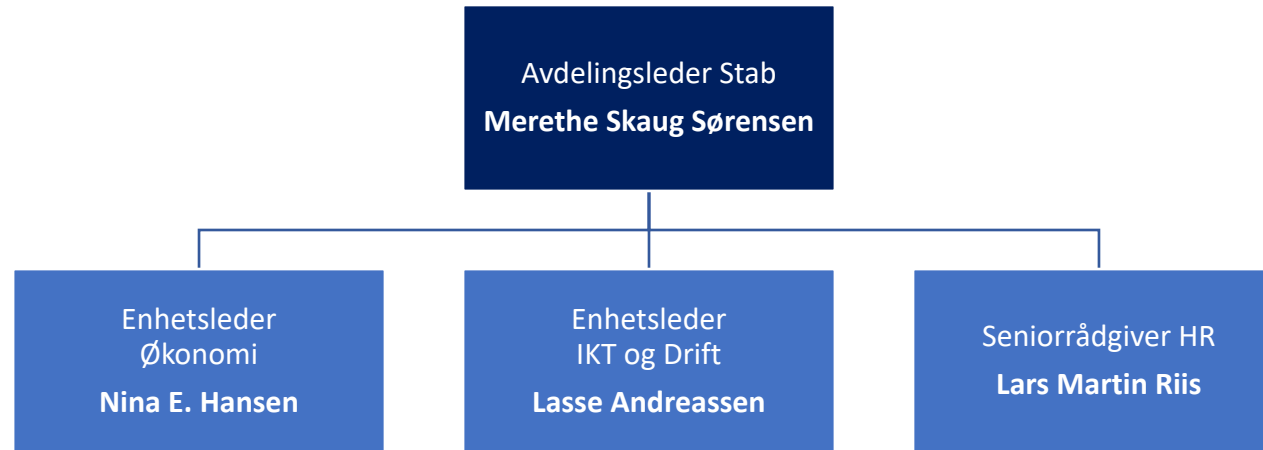 Avdelingsleder Stab
Merethe Skaug Sørensen
Enhetsleder
Økonomi
Nina E. Hansen
Enhetsleder
IKT og Drift
Lasse Andreassen
Seniorrådgiver HR
Lars Martin Riis